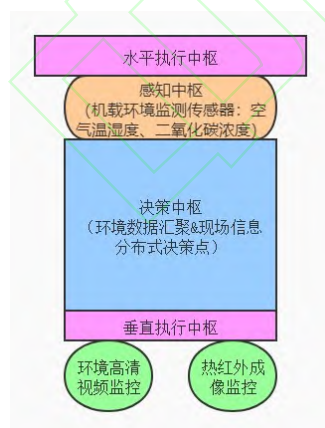 水平执行中枢
感知中枢
（机载环境监测传感器：空
气温湿度、二氧化碳浓度）
决策中枢
（环境数据汇聚&现场信息
分布式决策点）
垂直执行中枢
环境高清
视频监控
热红外成
像监控